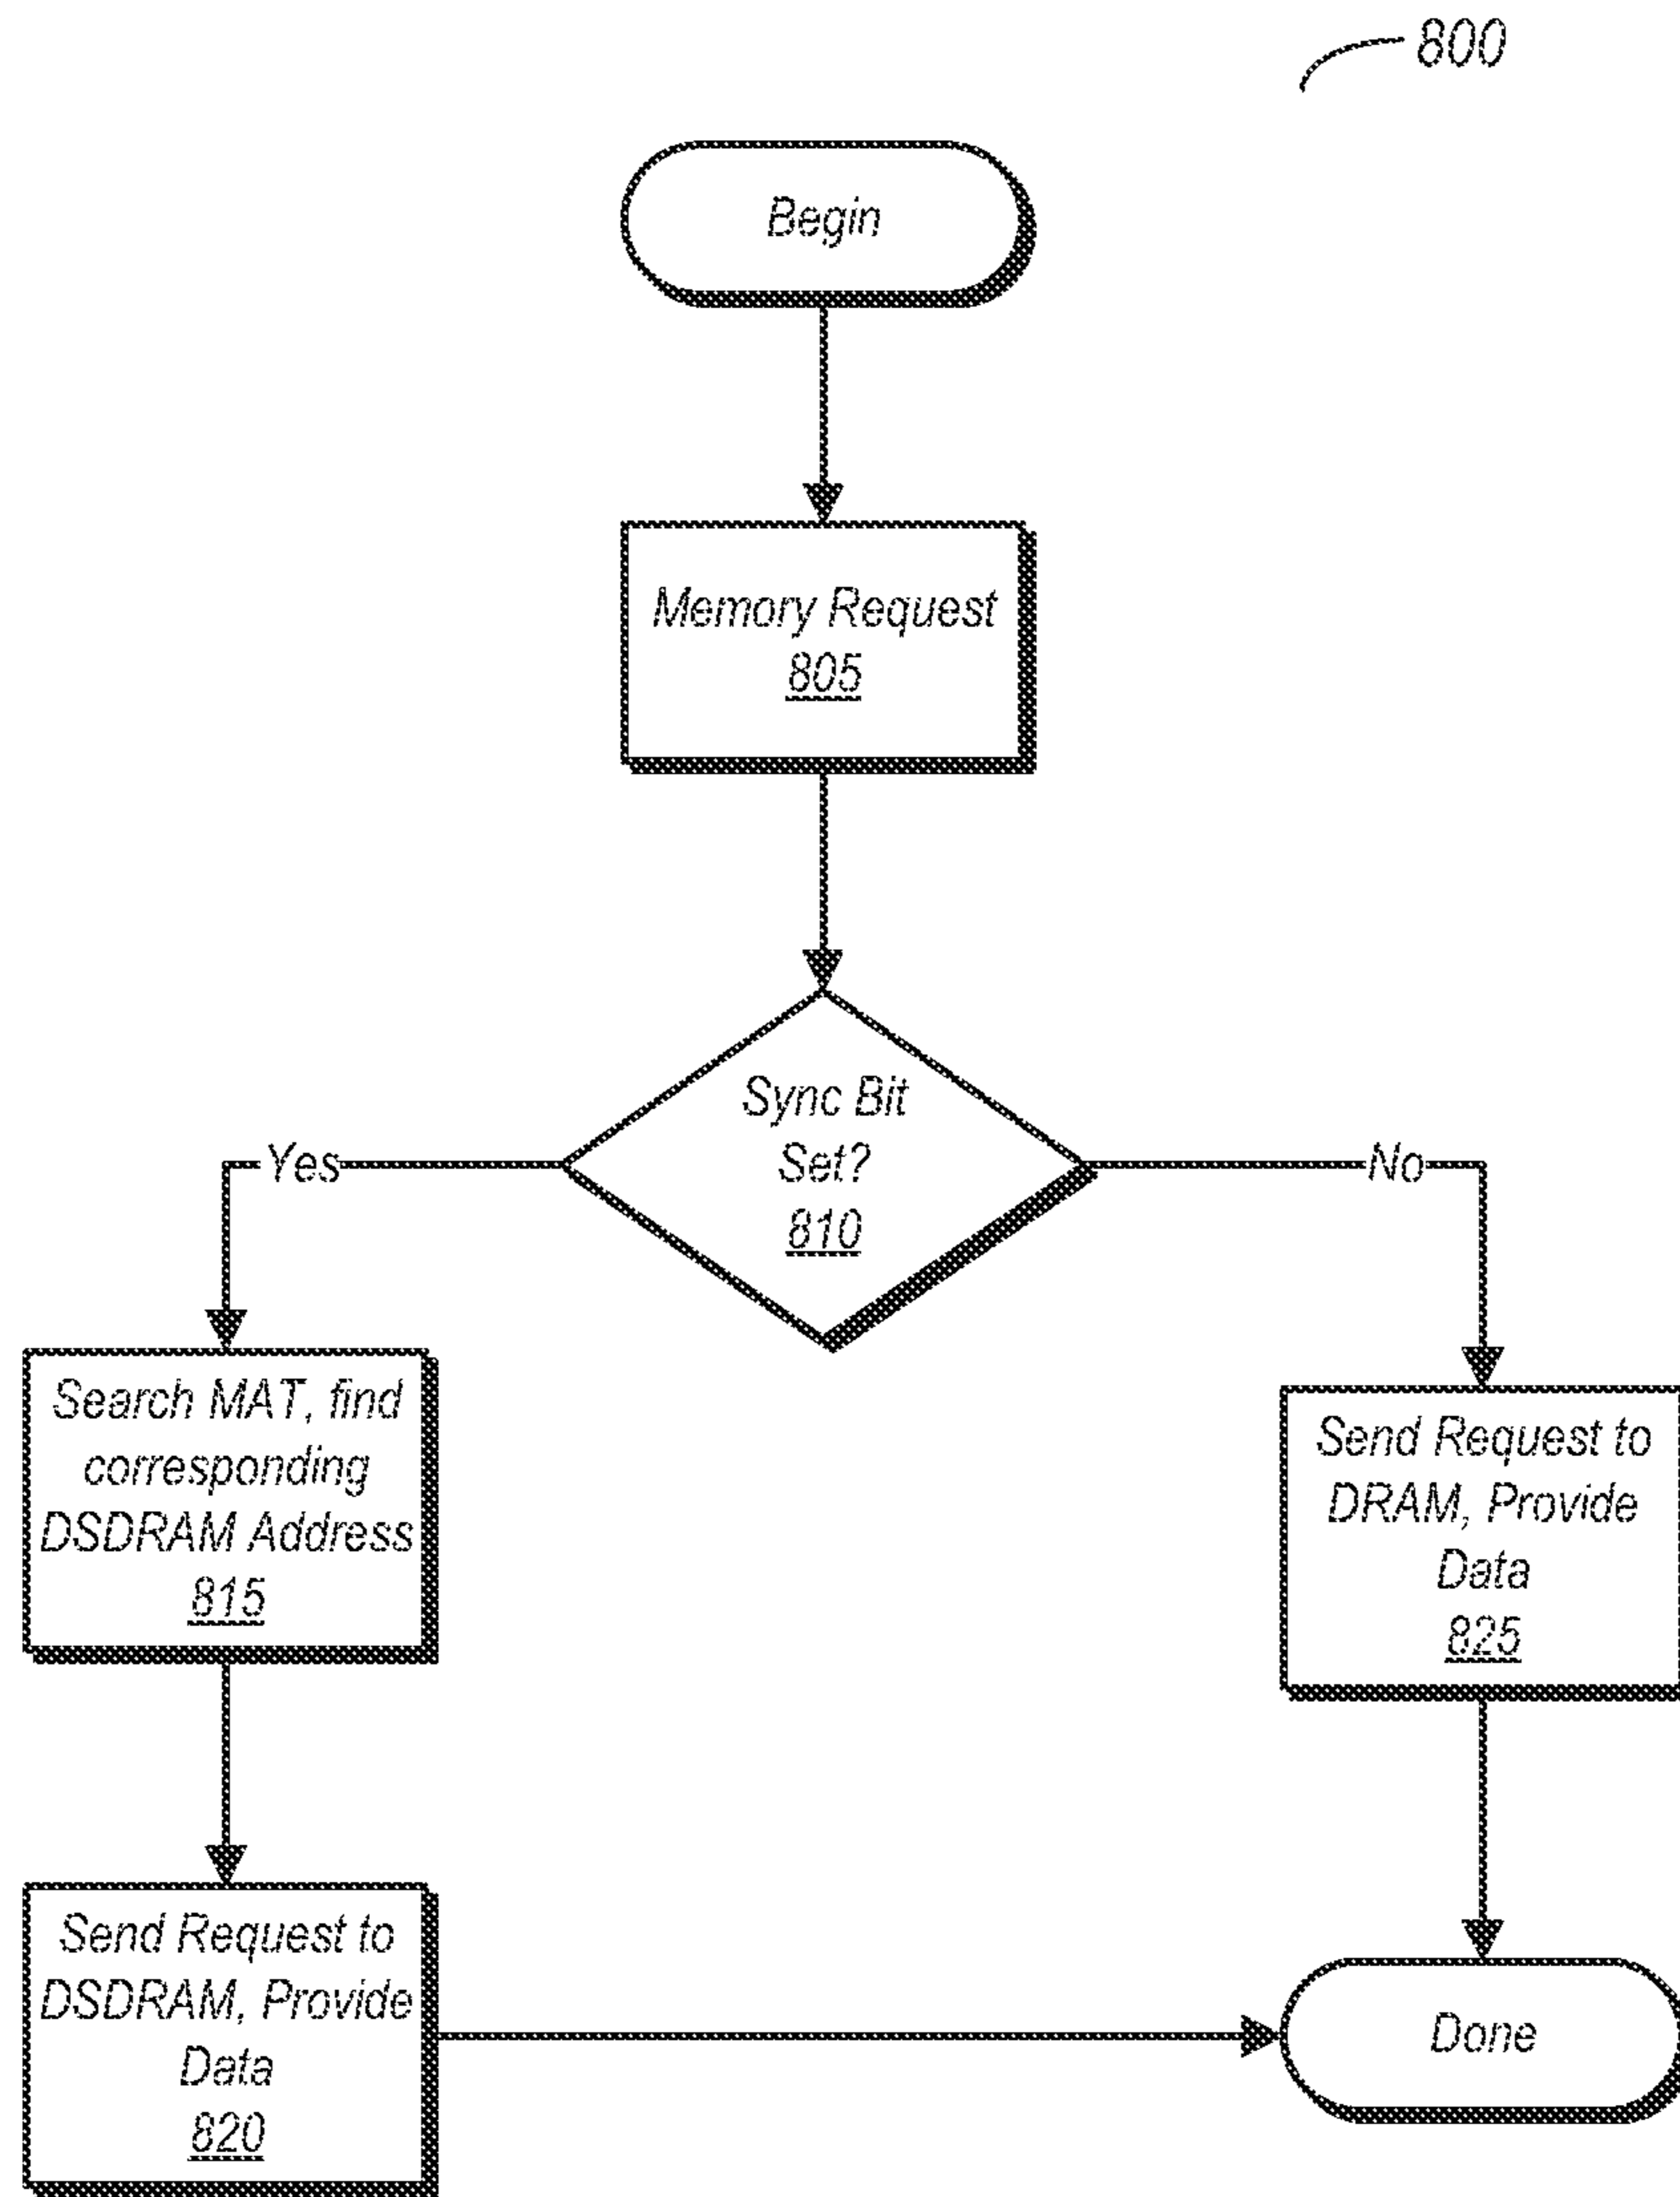 800
Begin
Memory Request
805
Sync Bit
Set?
810
Yes
No
Search MAT, find
corresponding
DSDRAM Address
815
Send Request to
DRAM, Provide
Data
825
Send Request to
DSDRAM, Provide
Data
820
Done